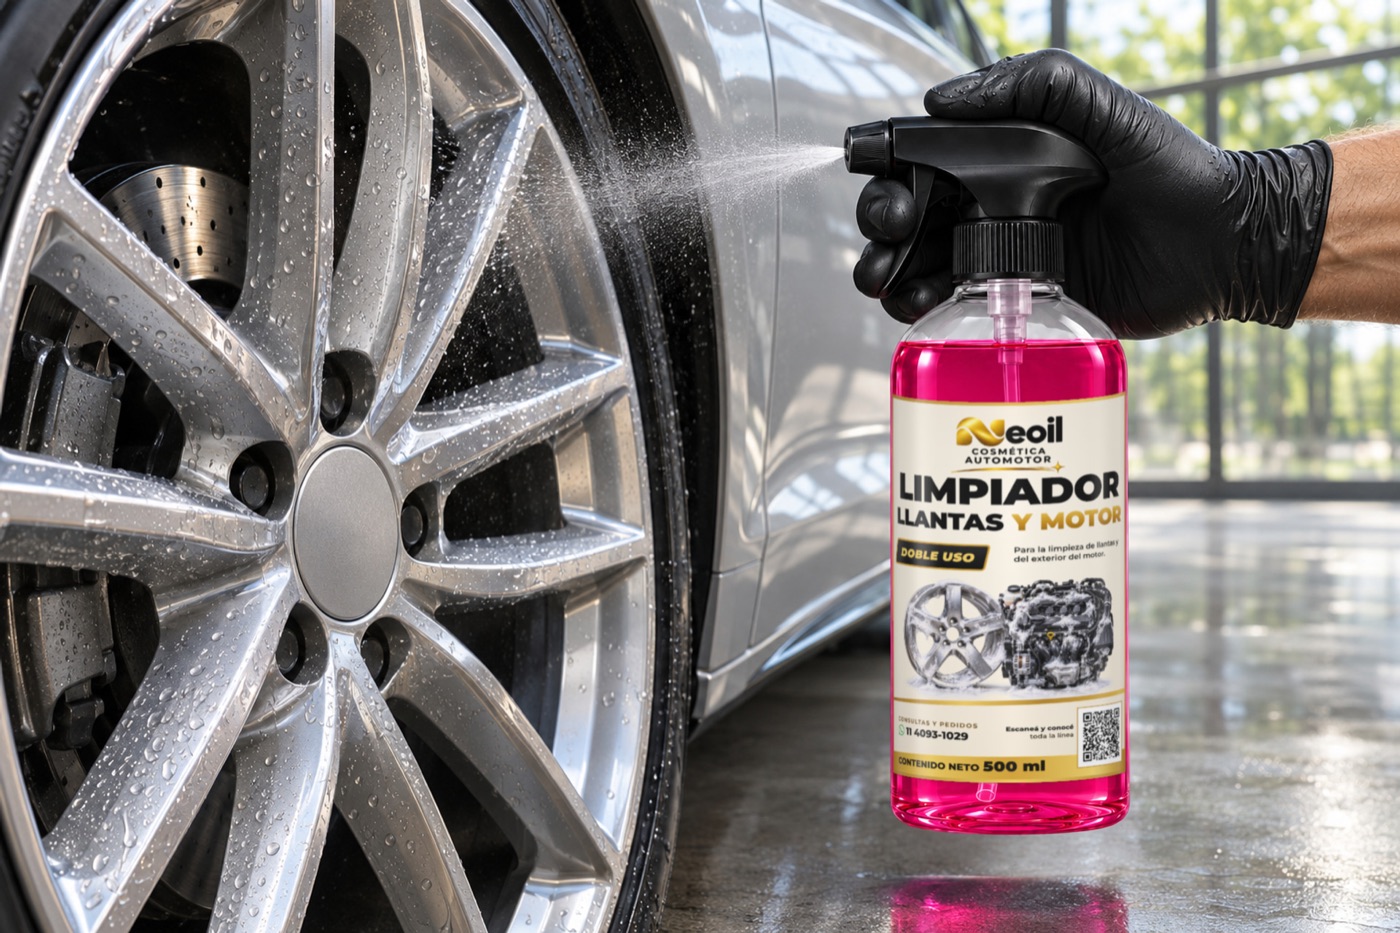 Neoil
COSMÉTICA
AUTOMOTOR
LIMPIADOR
LLANTAS Y MOTOR
DOBLE USO
Para la limpieza de llantas y
del exterior del motor.
CONSULTAS Y PEDIDOS
11 4093-1029
Escaneá y conocé
toda la línea
CONTENIDO NETO 500 ml